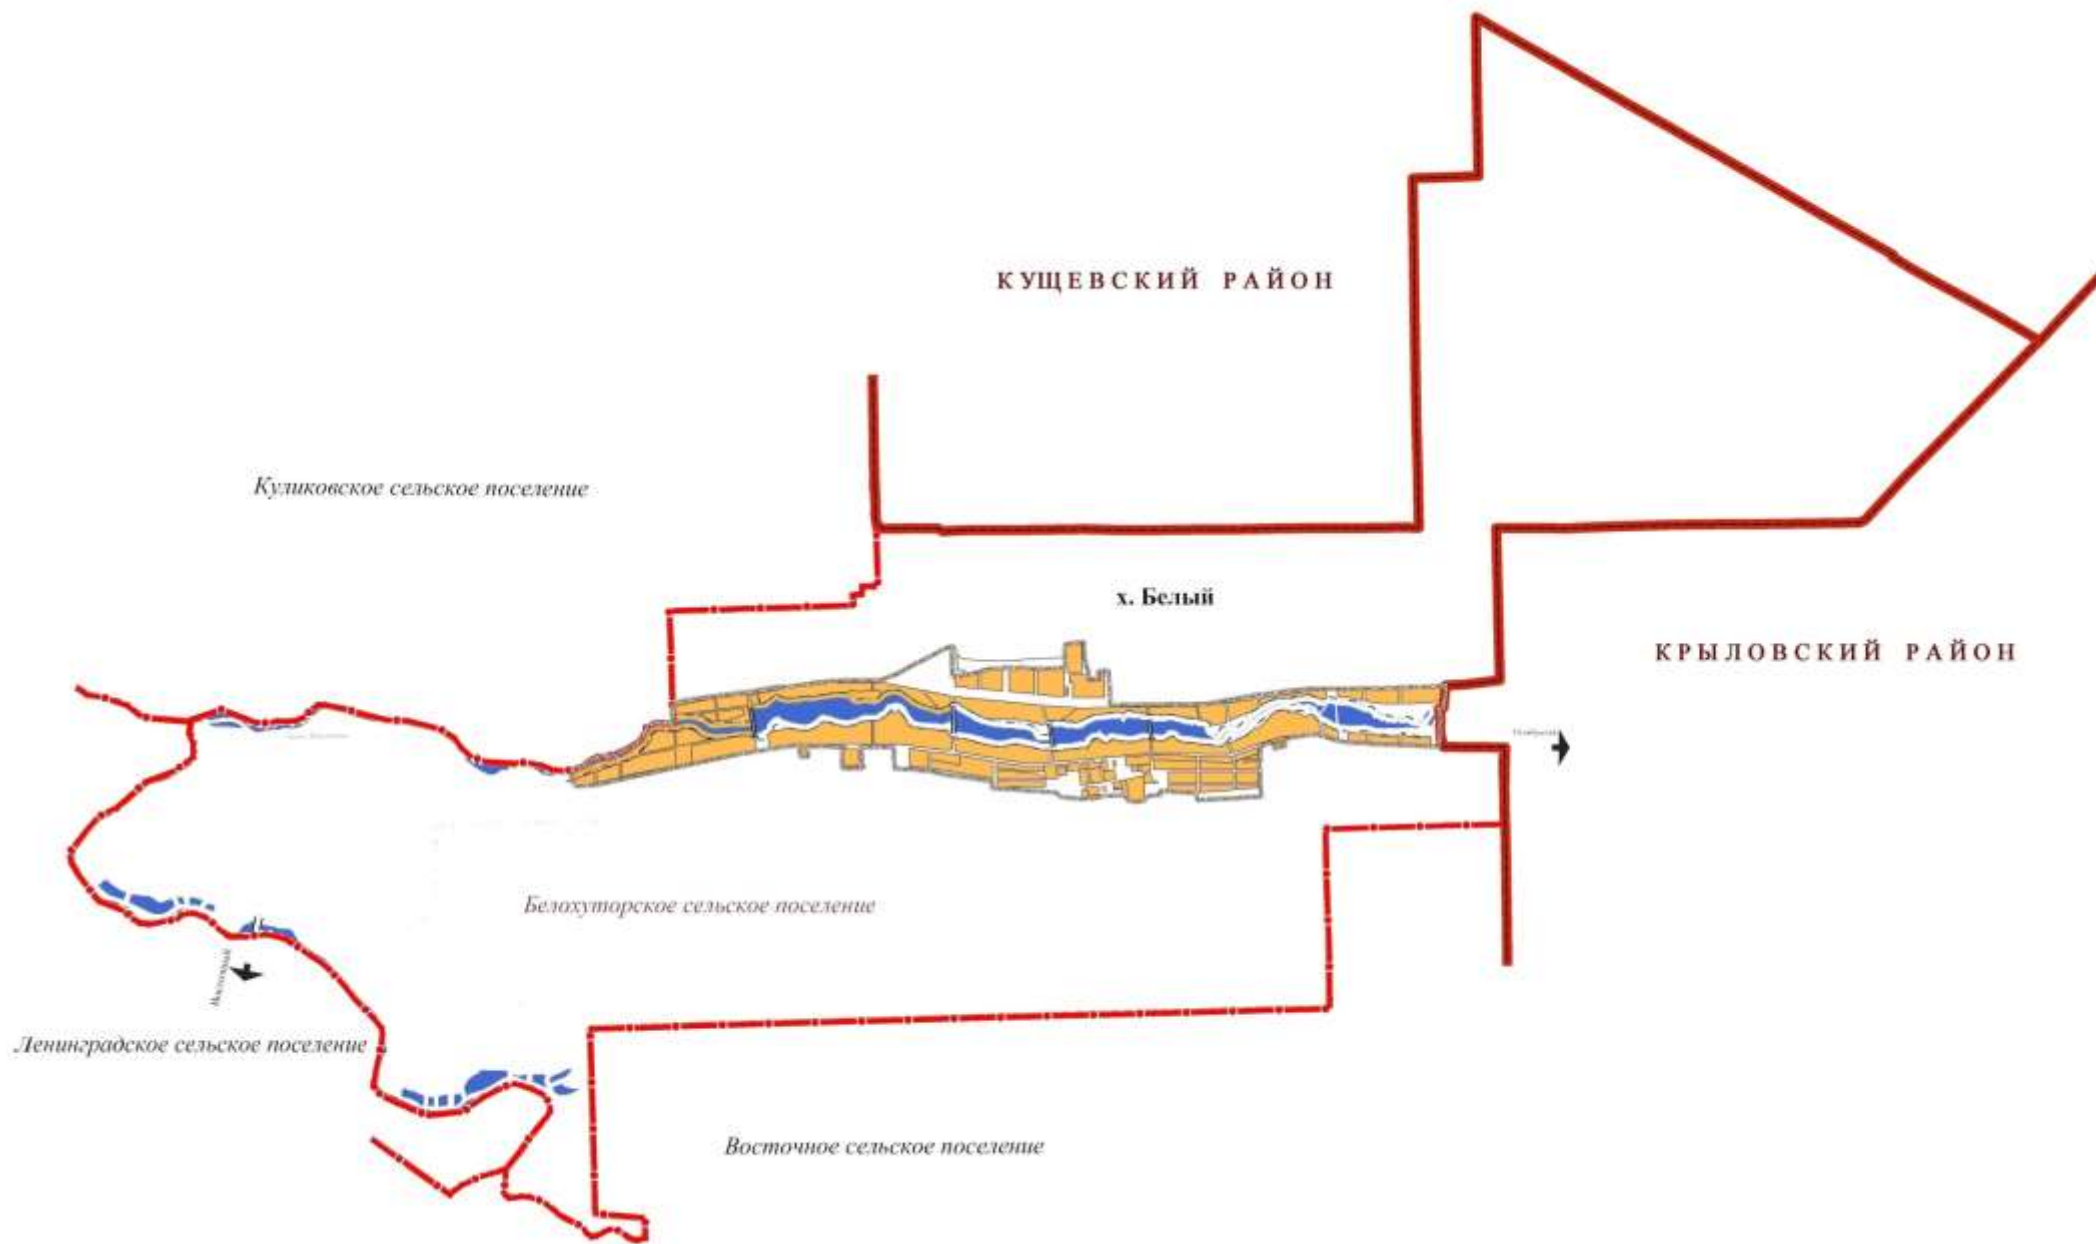 КУЩЕВСКИЙ РАЙОН
Куликовское сельское поселение
х. Белый
КРЫЛОВСКИЙ РАЙОН
Белохуторское сельское поселение
Ленинградское сельское поселение
Восточное сельское поселение